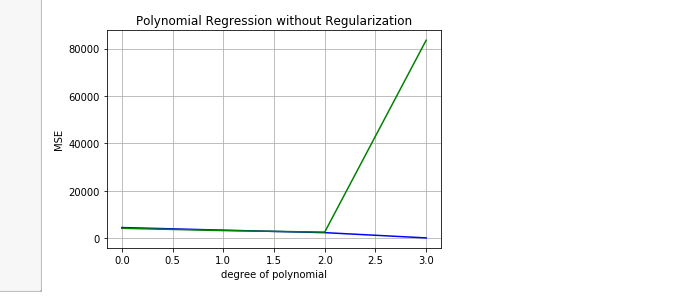 Polynomial Regression without Regularization
80000
60000
40000
20000
0
MSE
0.0 0.5 1.0 1.5 2.0 2.5 3.0
degree of polynomial